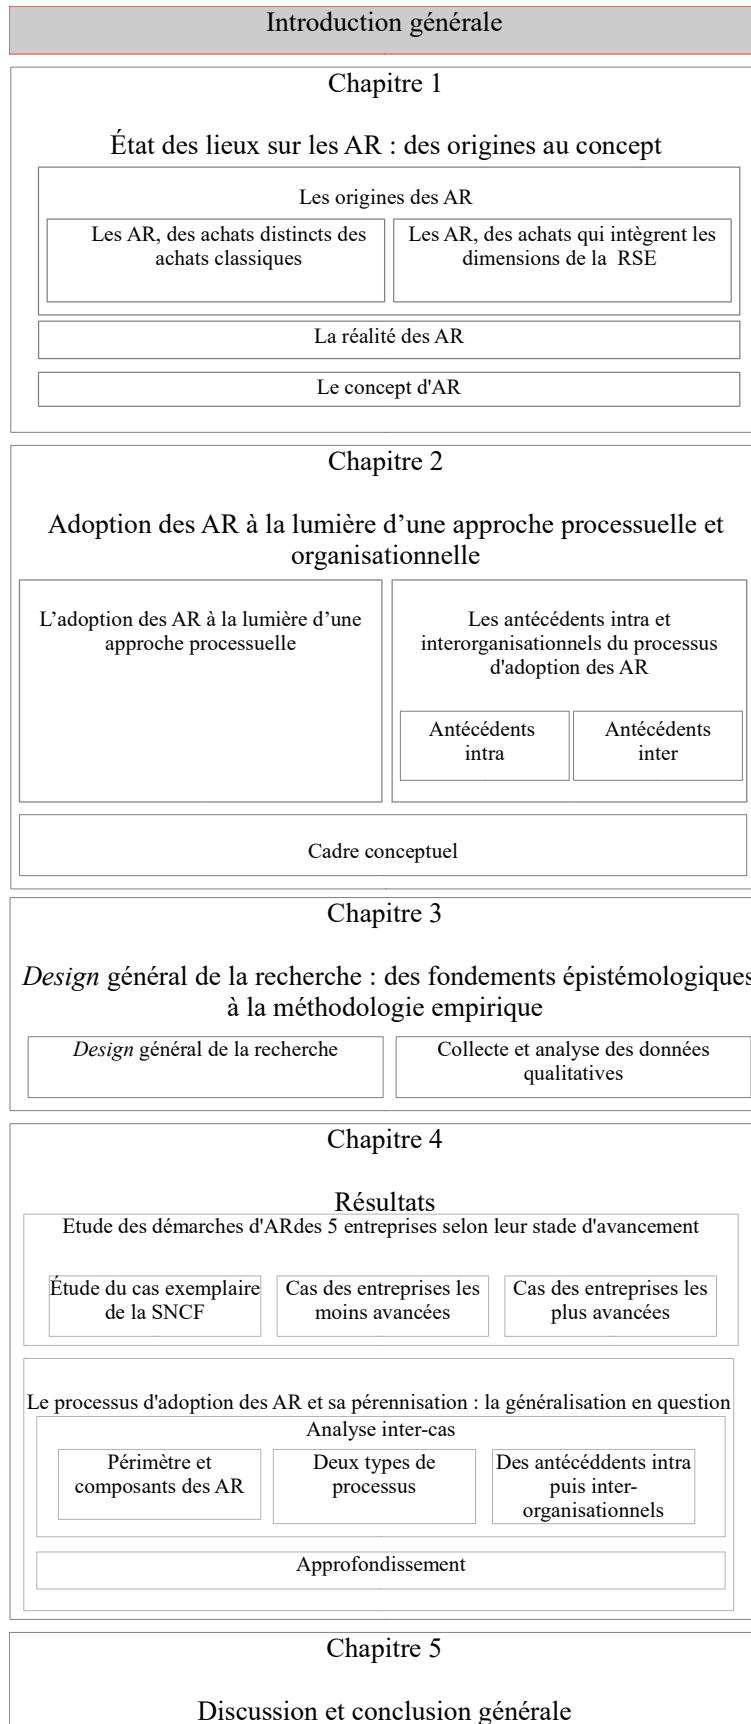 Introduction générale
Chapitre 1
État des lieux sur les AR : des origines au concept
Les origines des AR
Les AR, des achats distincts des
achats classiques
Les AR, des achats qui intègrent les
dimensions de la RSE
La réalité des AR
Le concept d'AR
Chapitre 2
Adoption des AR à la lumière d’une approche processuelle et
organisationnelle
L’adoption des AR à la lumière d’une
approche processuelle
Les antécédents intra et
interorganisationnels du processus
d'adoption des AR
Antécédents
intra
Antécédents
inter
Cadre conceptuel
Chapitre 3
Design général de la recherche : des fondements épistémologiques
à la méthodologie empirique
Design général de la recherche
Collecte et analyse des données
qualitatives
Chapitre 4
Résultats
Etude des démarches d'ARdes 5 entreprises selon leur stade d'avancement
Étude du cas exemplaire
de la SNCF
Cas des entreprises les
moins avancées
Cas des entreprises les
plus avancées
Le processus d'adoption des AR et sa pérennisation : la généralisation en question
Analyse inter-cas
Périmètre et
composants des AR
Deux types de
processus
Des antécéddents intra
puis inter-
organisationnels
Approfondissement
Chapitre 5
Discussion et conclusion générale